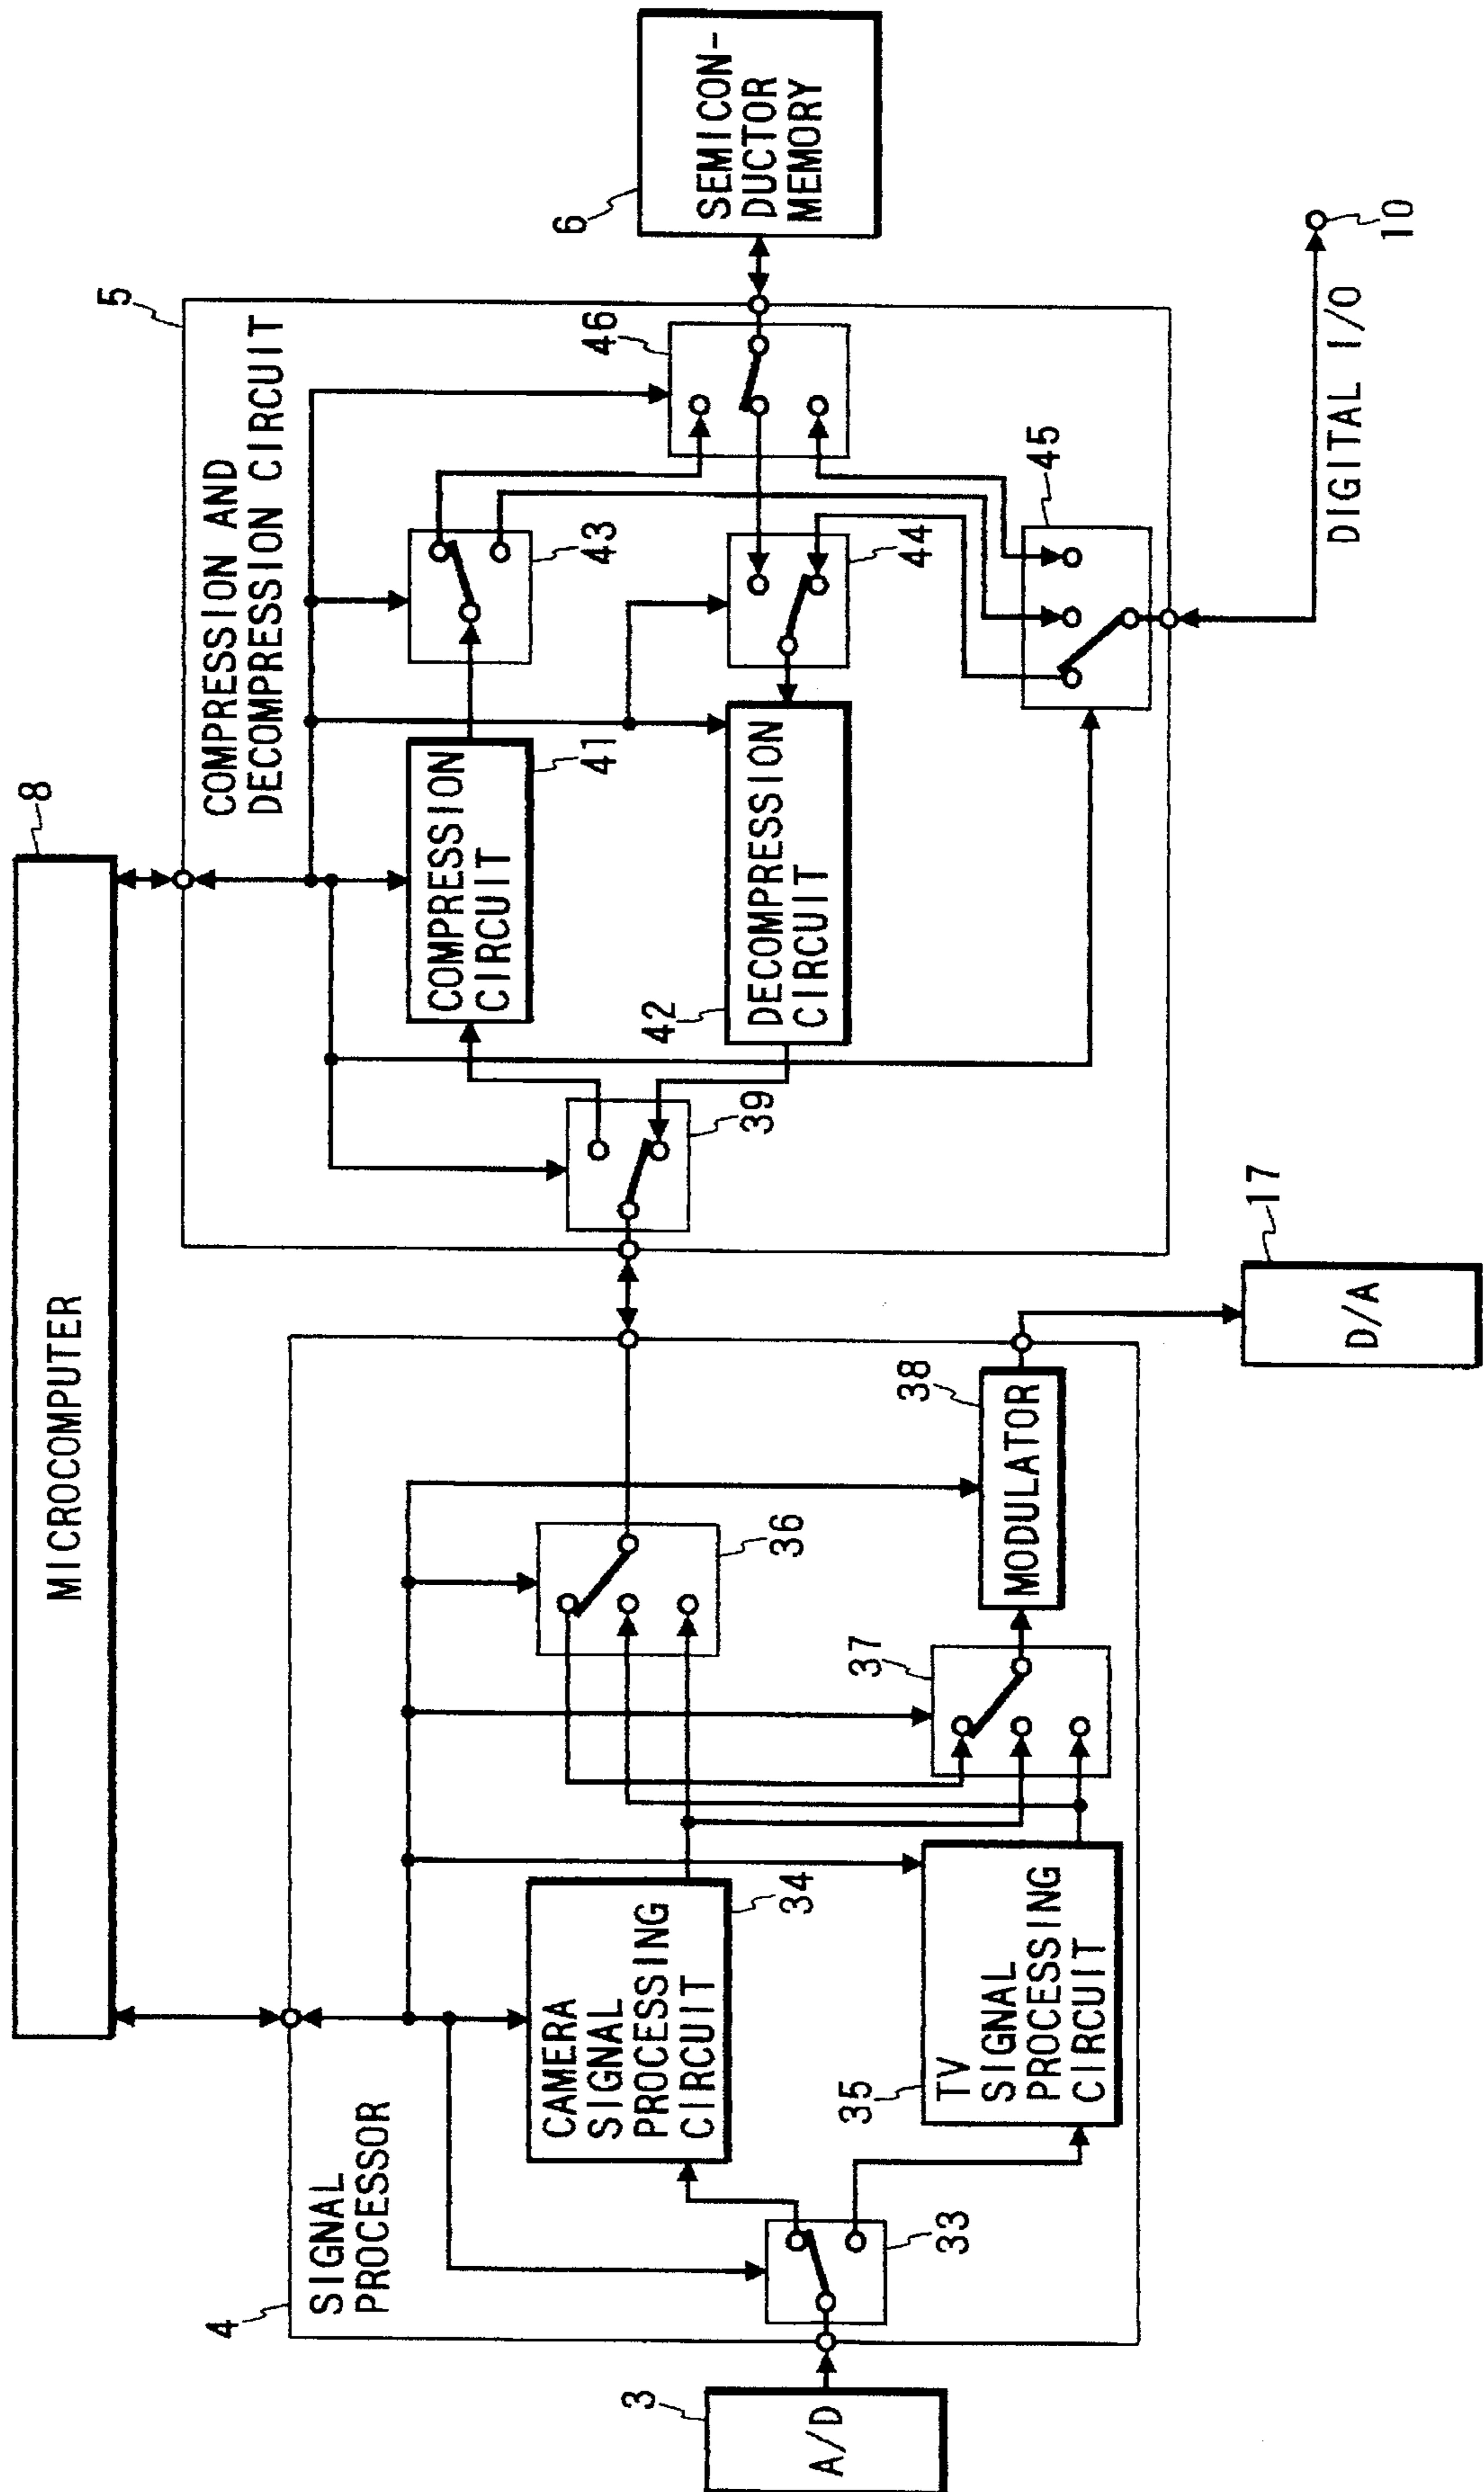 MICROCOMPUTER
8
5
COMPRESSION AND
DECOMPRESSION CIRCUIT
4
SIGNAL
PROCESSOR
3
A/D
33
CAMERA
SIGNAL
PROCESSING
CIRCUIT
34
35
TV
SIGNAL
PROCESSING
CIRCUIT
36
37
38
MODULATOR
17
D/A
39
COMPRESSION
CIRCUIT
41
42
DECOMPRESSION
CIRCUIT
43
44
45
46
6
SEMICON-
DUCTOR
MEMORY
DIGITAL I/O
10